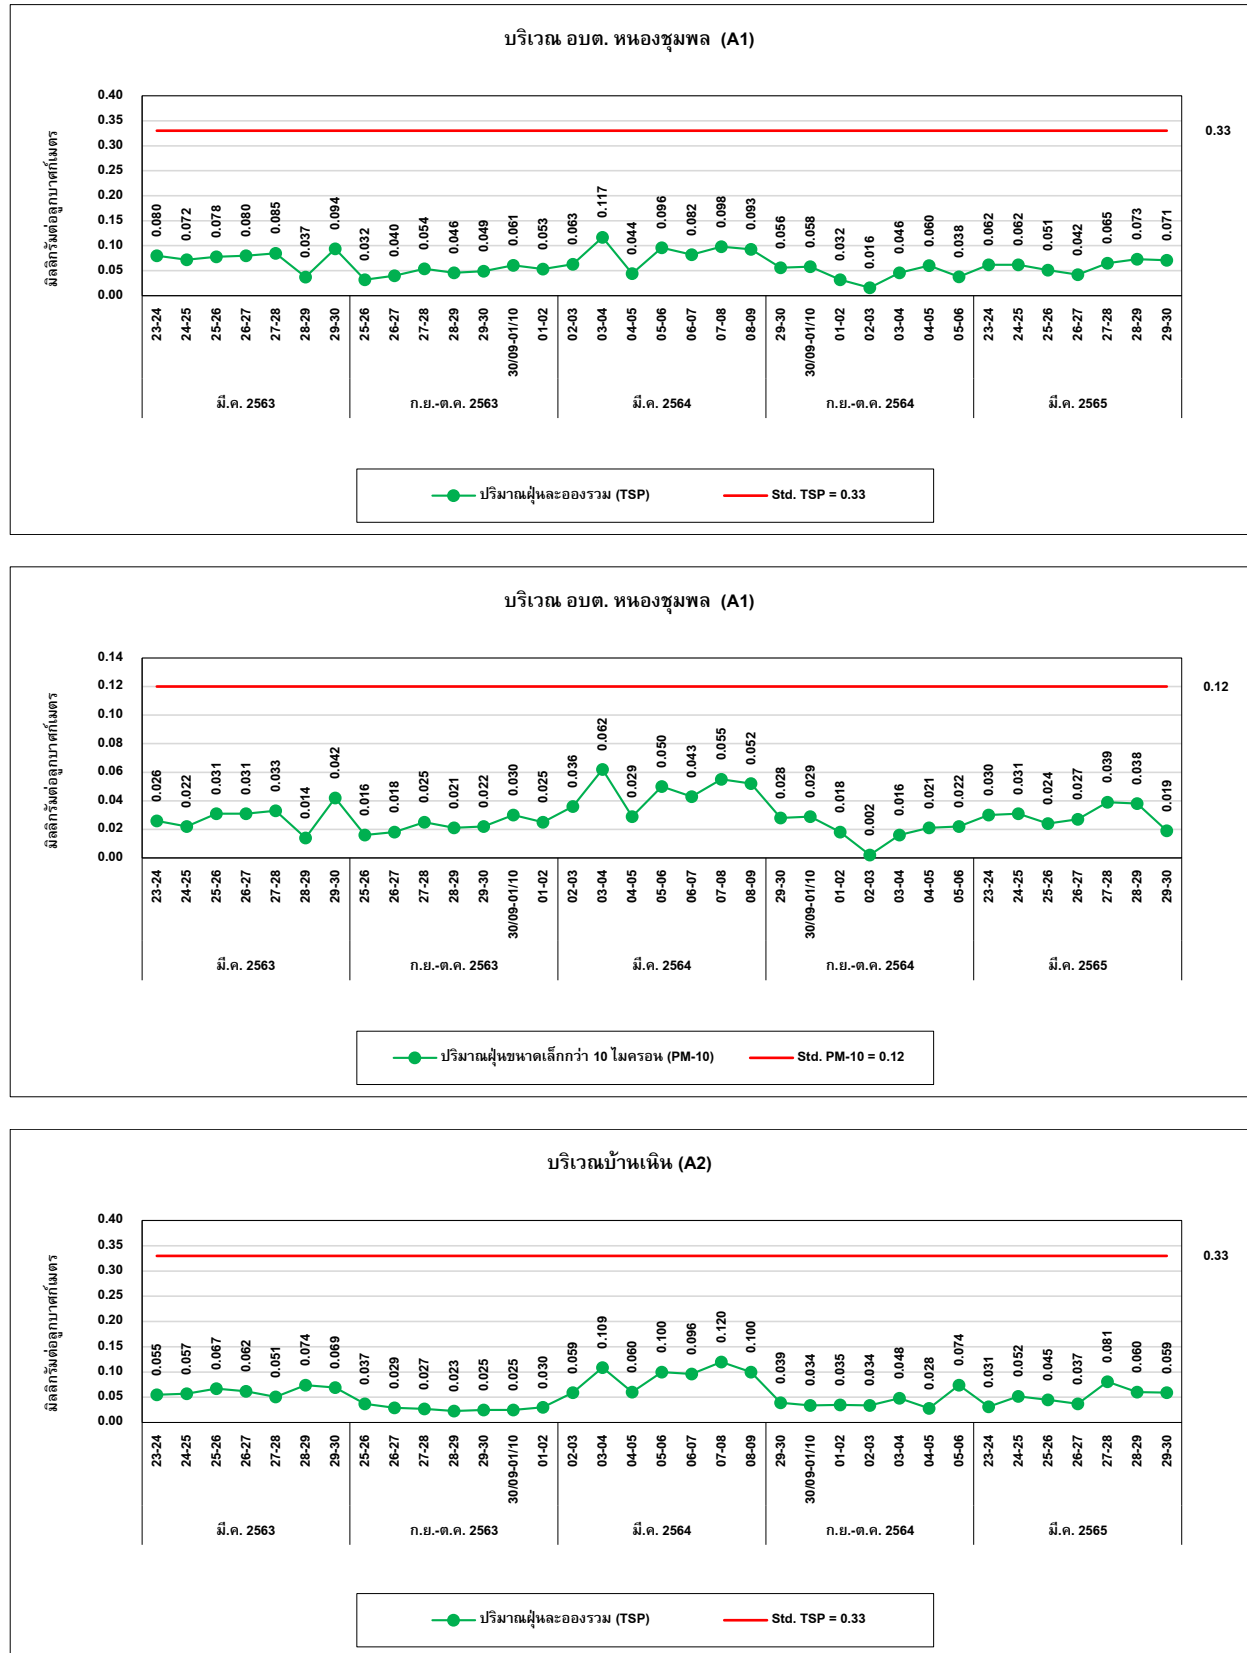 บริเวณ อบต. หนองชุมพล (A1)
มิลลิกรัมต่อลูกบาศก์เมตร
0.40
0.35
0.30
0.25
0.20
0.15
0.10
0.05
0.00
0.33
0.080 0.072 0.078 0.080 0.085 0.037 0.094 0.032 0.040 0.054 0.046 0.049 0.061 0.053 0.063 0.117 0.044 0.096 0.082 0.098 0.093 0.056 0.058 0.032 0.016 0.046 0.060 0.038 0.062 0.062 0.051 0.042 0.065 0.073 0.071
23-24 24-25 25-26 26-27 27-28 28-29 29-30 25-26 26-27 27-28 28-29 29-30 30/09-01/10 01-02 02-03 03-04 04-05 05-06 06-07 07-08 08-09 29-30 30/09-01/10 01-02 02-03 03-04 04-05 05-06 23-24 24-25 25-26 26-27 27-28 28-29 29-30
มี.ค. 2563 ก.ย.-ต.ค. 2563 มี.ค. 2564 ก.ย.-ต.ค. 2564 มี.ค. 2565
ปริมาณฝุ่นละอองรวม (TSP) Std. TSP = 0.33
บริเวณ อบต. หนองชุมพล (A1)
มิลลิกรัมต่อลูกบาศก์เมตร
0.14
0.12
0.10
0.08
0.06
0.04
0.02
0.00
0.12
0.026 0.022 0.031 0.031 0.033 0.014 0.042 0.016 0.018 0.025 0.021 0.022 0.030 0.025 0.036 0.062 0.029 0.050 0.043 0.055 0.052 0.028 0.029 0.018 0.002 0.016 0.021 0.022 0.030 0.031 0.024 0.027 0.039 0.038 0.019
23-24 24-25 25-26 26-27 27-28 28-29 29-30 25-26 26-27 27-28 28-29 29-30 30/09-01/10 01-02 02-03 03-04 04-05 05-06 06-07 07-08 08-09 29-30 30/09-01/10 01-02 02-03 03-04 04-05 05-06 23-24 24-25 25-26 26-27 27-28 28-29 29-30
มี.ค. 2563 ก.ย.-ต.ค. 2563 มี.ค. 2564 ก.ย.-ต.ค. 2564 มี.ค. 2565
ปริมาณฝุ่นขนาดเล็กกว่า 10 ไมครอน (PM-10) Std. PM-10 = 0.12
บริเวณบ้านเนิน (A2)
มิลลิกรัมต่อลูกบาศก์เมตร
0.40
0.35
0.30
0.25
0.20
0.15
0.10
0.05
0.00
0.33
0.055 0.057 0.067 0.062 0.051 0.074 0.069 0.037 0.029 0.027 0.023 0.025 0.025 0.030 0.059 0.109 0.060 0.100 0.096 0.120 0.100 0.039 0.034 0.035 0.034 0.048 0.028 0.074 0.031 0.052 0.045 0.037 0.081 0.060 0.059
23-24 24-25 25-26 26-27 27-28 28-29 29-30 25-26 26-27 27-28 28-29 29-30 30/09-01/10 01-02 02-03 03-04 04-05 05-06 06-07 07-08 08-09 29-30 30/09-01/10 01-02 02-03 03-04 04-05 05-06 23-24 24-25 25-26 26-27 27-28 28-29 29-30
มี.ค. 2563 ก.ย.-ต.ค. 2563 มี.ค. 2564 ก.ย.-ต.ค. 2564 มี.ค. 2565
ปริมาณฝุ่นละอองรวม (TSP) Std. TSP = 0.33